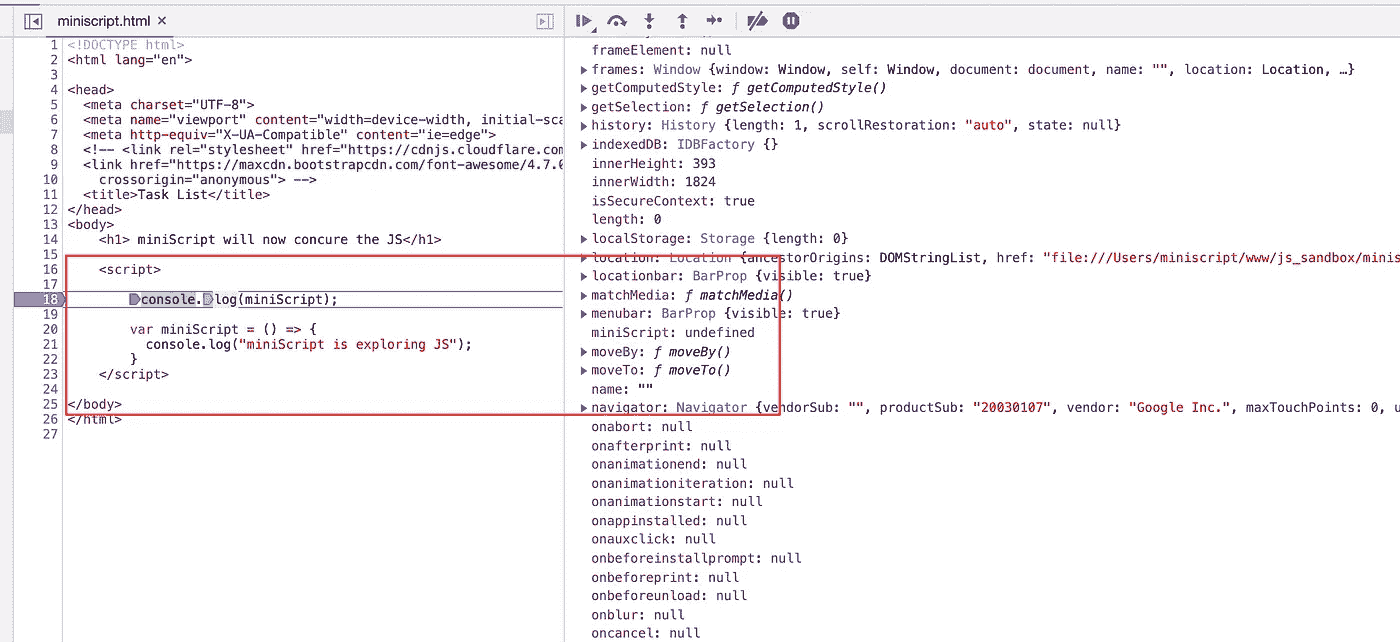 miniscript.html ×
1 <!DOCTYPE html>
2 <html lang="en">
3
4 <head>
5 <meta charset="UTF-8">
6 <meta name="viewport" content="width=device-width, initial-sca
7 <meta http-equiv="X-UA-Compatible" content="ie=edge">
8 <!-- <link rel="stylesheet" href="https://cdnjs.cloudflare.com
9 <link href="https://maxcdn.bootstrapcdn.com/font-awesome/4.7.0
10 crossorigin="anonymous"> -->
11 <title>Task List</title>
12 </head>
13 <body>
14 <h1> miniScript will now concure the JS</h1>
15
16 <script>
17
18 console.log(miniScript);
19
20 var miniScript = () => {
21 console.log("miniScript is exploring JS");
22 }
23 </script>
24
25 </body>
26 </html>
27
frameElement: null
frames: Window {window: Window, self: Window, document: document, name: "", location: Location, …}
getComputedStyle: ƒ getComputedStyle()
getSelection: ƒ getSelection()
history: History {length: 1, scrollRestoration: "auto", state: null}
indexedDB: IDBFactory {}
innerHeight: 393
innerWidth: 1824
isSecureContext: true
length: 0
localStorage: Storage {length: 0}
location: Location {ancestorOrigins: DOMStringList, href: "file:///Users/miniscript/www/js_sandbox/minis
locationbar: BarProp {visible: true}
matchMedia: ƒ matchMedia()
menubar: BarProp {visible: true}
miniScript: undefined
moveBy: ƒ moveBy()
moveTo: ƒ moveTo()
name: ""
navigator: Navigator {vendorSub: "", productSub: "20030107", vendor: "Google Inc.", maxTouchPoints: 0, u
onabort: null
onafterprint: null
onanimationend: null
onanimationiteration: null
onanimationstart: null
onappinstalled: null
onauxclick: null
onbeforeinstallprompt: null
onbeforeprint: null
onbeforeunload: null
onblur: null
oncancel: null